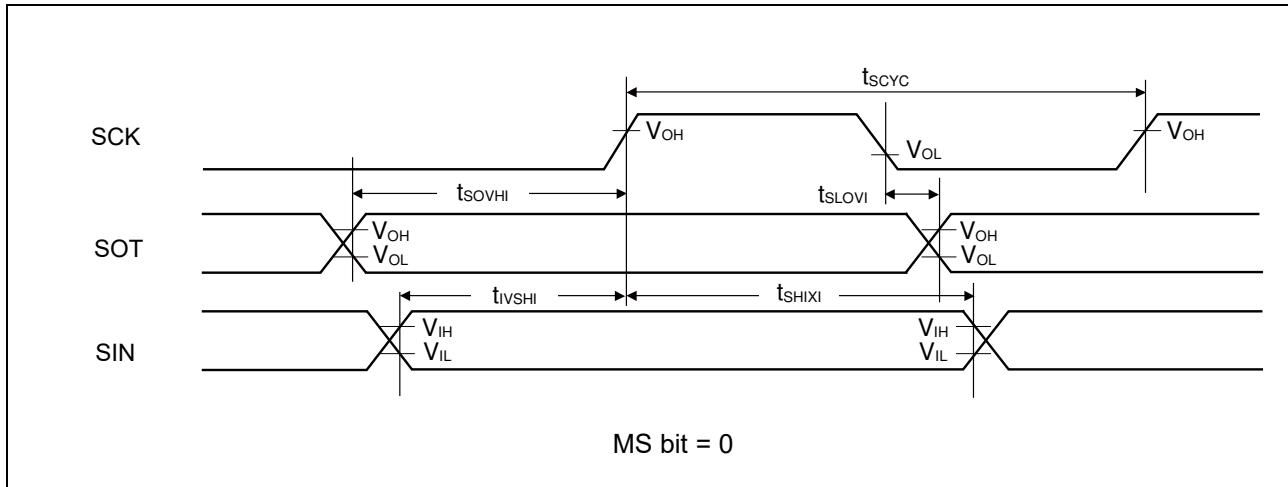 tSCYC
SCK
VOH
VOL
VOH
tSOVHI
tSLOVI
SOT
VOH
VOL
VOH
VOL
tIVSHI
tSHIXI
SIN
VIH
VIL
VIH
VIL
MS bit = 0